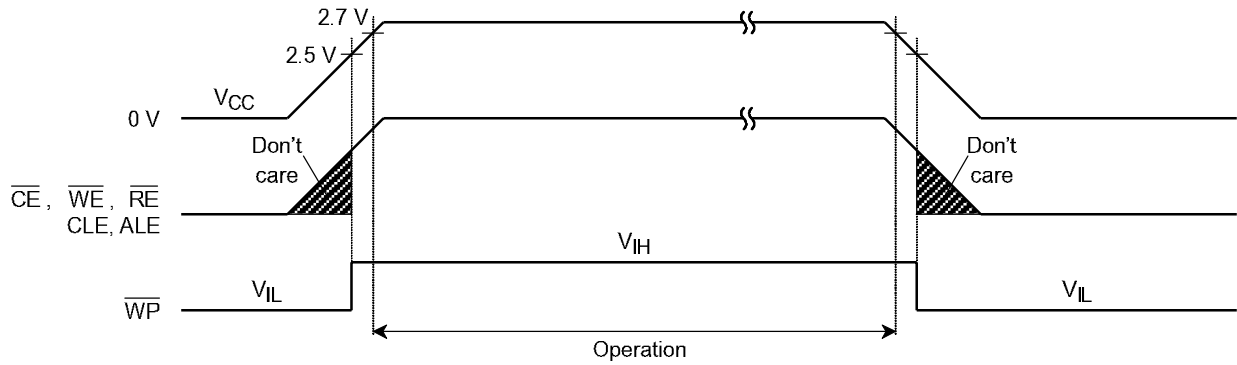 2.7 V
2.5 V
VCC
0 V
Don't
care
Don't
care
CE, WE, RE
CLE, ALE
VIH
VIL
VIL
WP
Operation